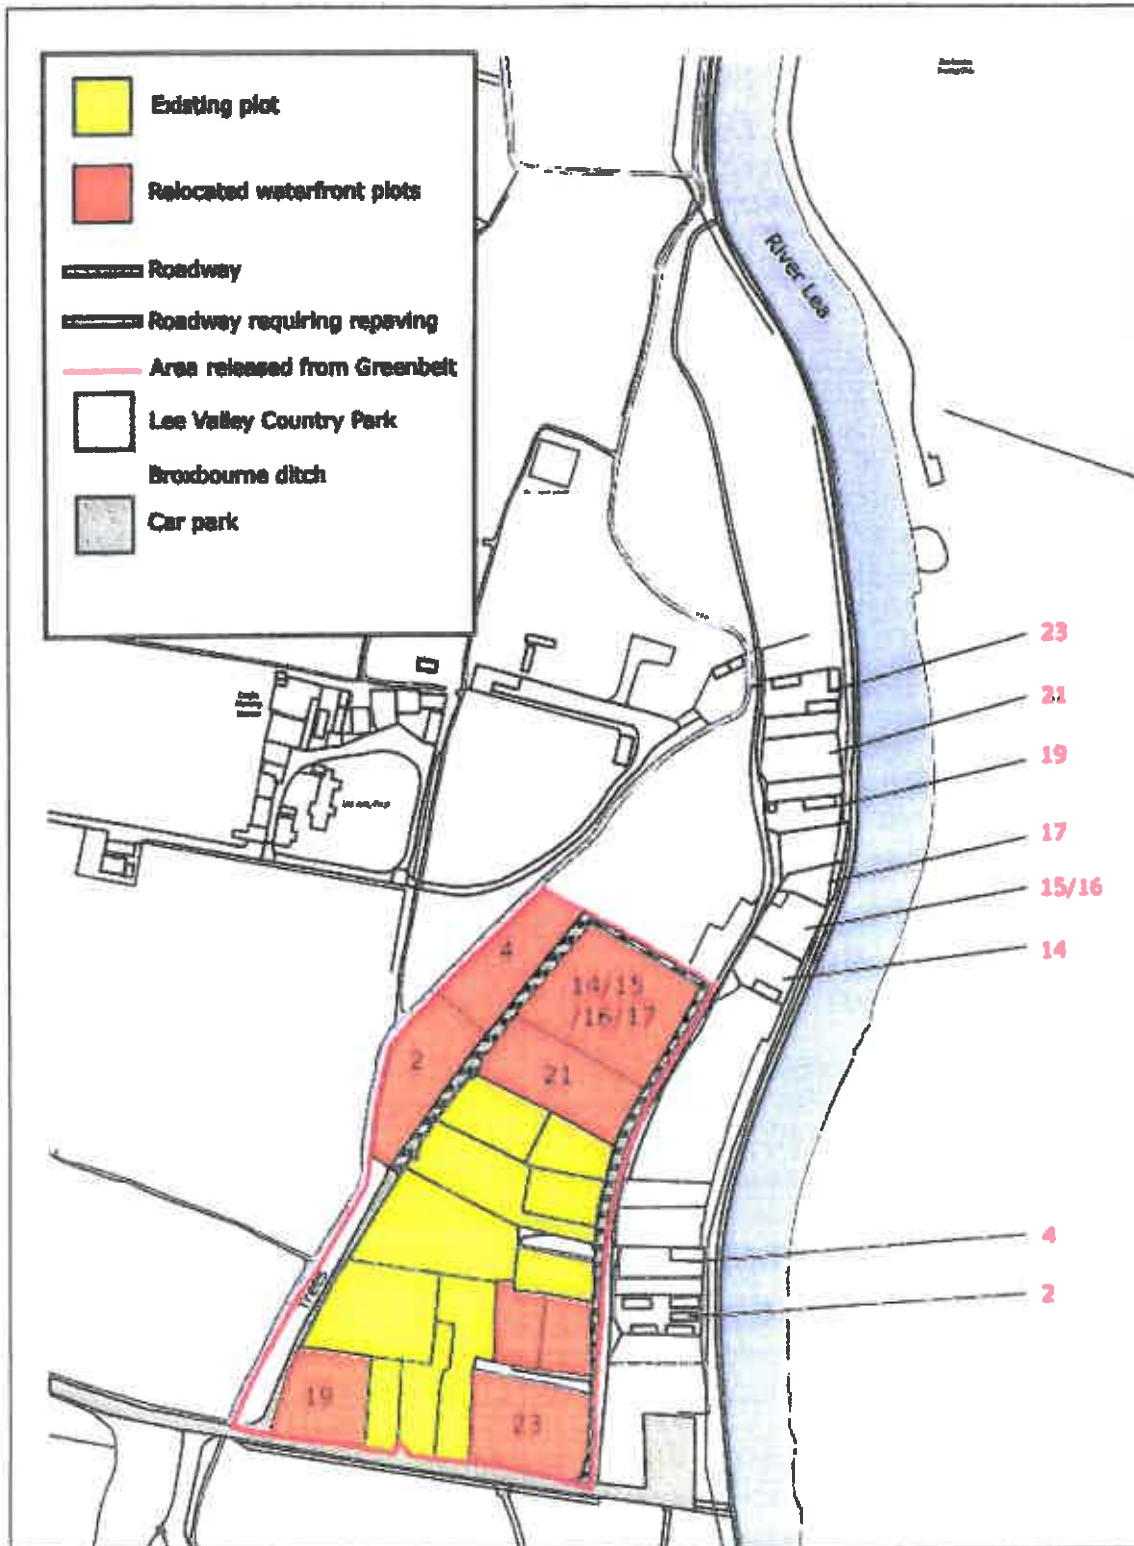 Existing plot
Relocated waterfront plots
Roadway
Roadway requiring repaving
Area released from Greenbelt
Lee Valley Country Park
Broxbourne ditch
Car park
River Lea
23
21
19
17
15/16
14
4
2
4
14/15
/16/17
2
21
Trees
19
23